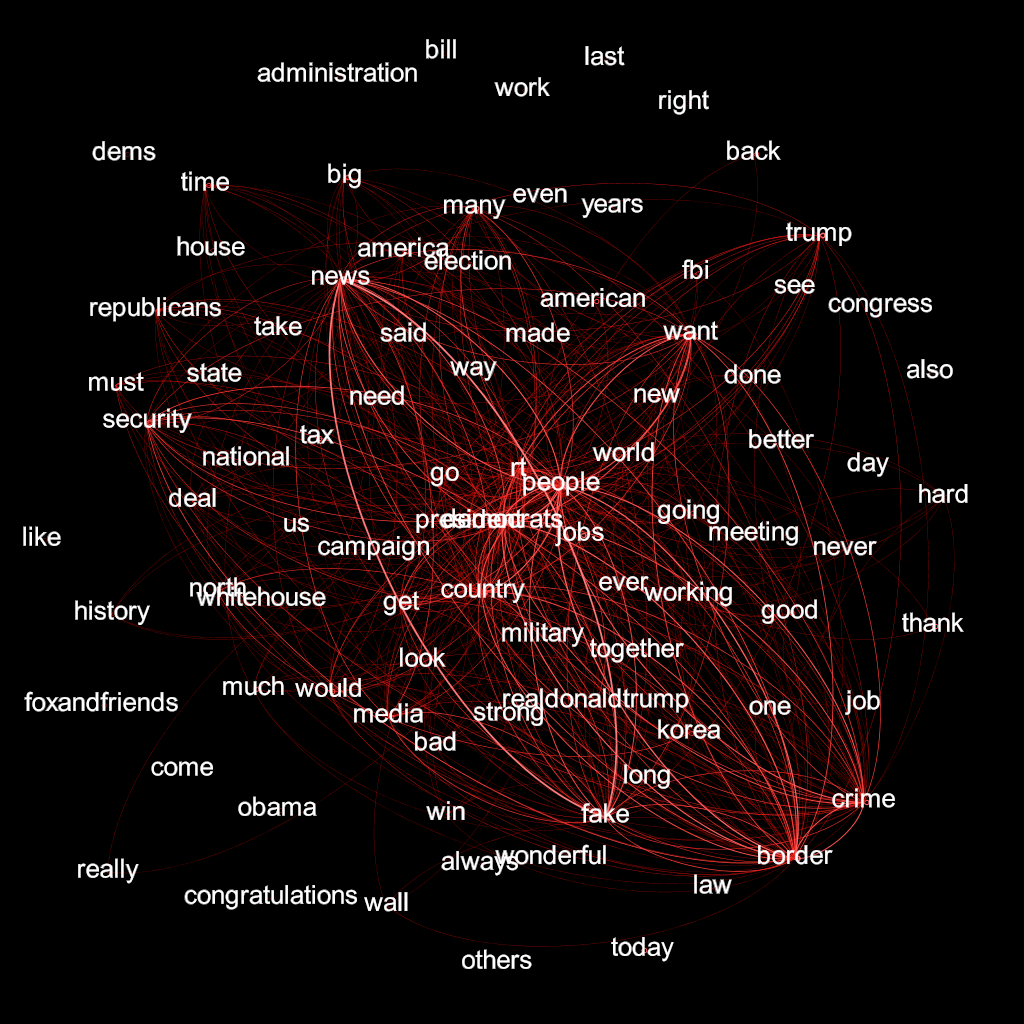 bill
last
administration
work
right
dems
back
time
big
many
even
years
trump
house
america
election
news
fbi
see
american
congress
republicans
take
said
made
want
way
also
must
state
done
need
new
security
tax
better
national
world
day
go
rt
people
deal
hard
going
president
democrats
us
jobs
meeting
like
campaign
never
north
whitehouse
country
ever
working
get
history
good
thank
military
together
look
much
would
foxandfriends
realdonaldtrump
job
media
strong
one
korea
bad
come
long
crime
obama
win
fake
always
wonderful
border
really
law
congratulations
wall
today
others